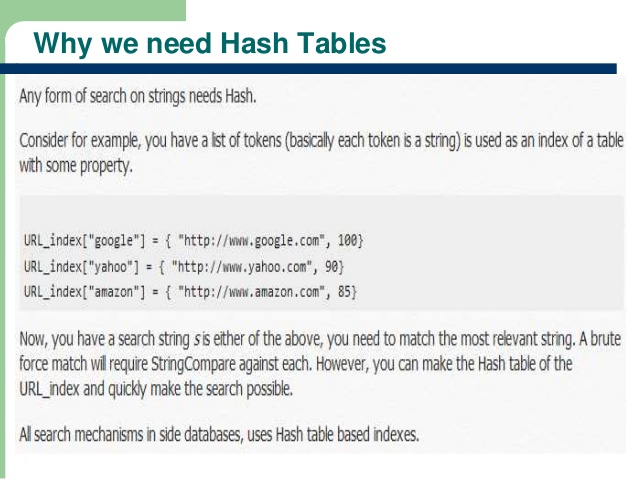 Why we need Hash Tables
Any form of search on strings needs Hash.
Consider for example, you have a list of tokens (basically each token is a string) is used as an index of a table
with some property.
URL_index["google"] = { "http://www.google.com", 100}
URL_index["yahoo"] = { "http://www.yahoo.com", 90}
URL_index["amazon"] = { "http://www.amazon.com", 85}
Now, you have a search string s is either of the above, you need to match the most relevant string. A brute
force match will require StringCompare against each. However, you can make the Hash table of the
URL_index and quickly make the search possible.
All search mechanisms in side databases, uses Hash table based indexes.